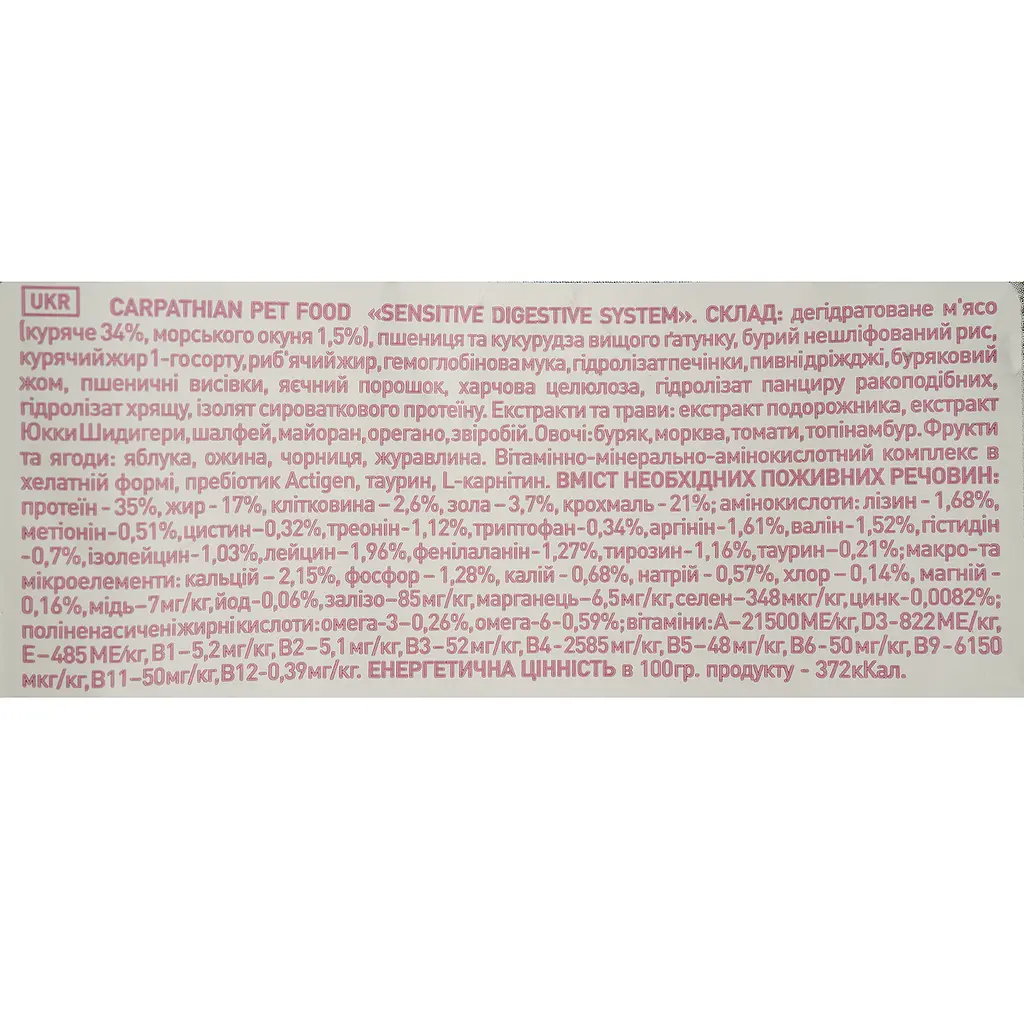 UKR CARPATHIAN PET FOOD «SENSITIVE DIGESTIVE SYSTEM». СКЛАД: дегідратоване м'ясо
(куряче 34%, морського окуня 1,5%), пшениця та кукурудза вищого ґатунку, бурий нешліфований рис,
курячий жир 1-го сорту, риб'ячий жир, гемоглобінова мука, гідролізат печінки, пивні дріжджі, буряковий
жом, пшеничні висівки, яєчний порошок, харчова целюлоза, гідролізат панциру ракоподібних,
гідролізат хрящу, ізолят сироваткового протеїну. Екстракти та трави: екстракт подорожника, екстракт
Юкки Шидигери, шалфей, майоран, орегано, звіробій. Овочі: буряк, морква, томати, топінамбур. Фрукти
та ягоди: яблука, ожина, чорниця, журавлина. Вітамінно-мінерально-амінокислотний комплекс в
хелатній формі, пребіотик Actigen, таурин, L-карнітин. ВМІСТ НЕОБХІДНИХ ПОЖИВНИХ РЕЧОВИН:
протеїн - 35%, жир - 17%, клітковина – 2,6%, зола – 3,7%, крохмаль - 21%; амінокислоти: лізин - 1,68%,
метіонін-0,51%, цистин-0,32%, треонін-1,12%, триптофан-0,34%, аргінін-1,61%, валін-1,52%, гістидін
-0,7%, ізолейцин-1,03%, лейцин-1,96%, фенілаланін-1,27%, тирозин-1,16%, таурин-0,21%; макро-та
мікроелементи: кальцій – 2,15%, фосфор – 1,28%, калій - 0,68%, натрій - 0,57%, хлор – 0,14%, магній -
0,16%, мідь-7мг/кг, йод-0,06%, залізо-85мг/кг, марганець-6,5мг/кг, селен-348мкг/кг, цинк-0,0082%;
поліненасичені жирні кислоти: омега-3-0,26%, омега-6-0,59%; вітаміни: А-21500 МЕ/кг, D3-822 МЕ/кг,
Е-485 МЕ/кг, В1-5,2мг/кг, В2-5,1мг/кг, В3-52мг/кг, В4-2585мг/кг, В5-48мг/кг, В6-50мг/кг, В9-6150
мкг/кг, В11-50мг/кг, В12-0,39мг/кг. ЕНЕРГЕТИЧНА ЦІННІСТЬ в 100гр. продукту - 372кКал.